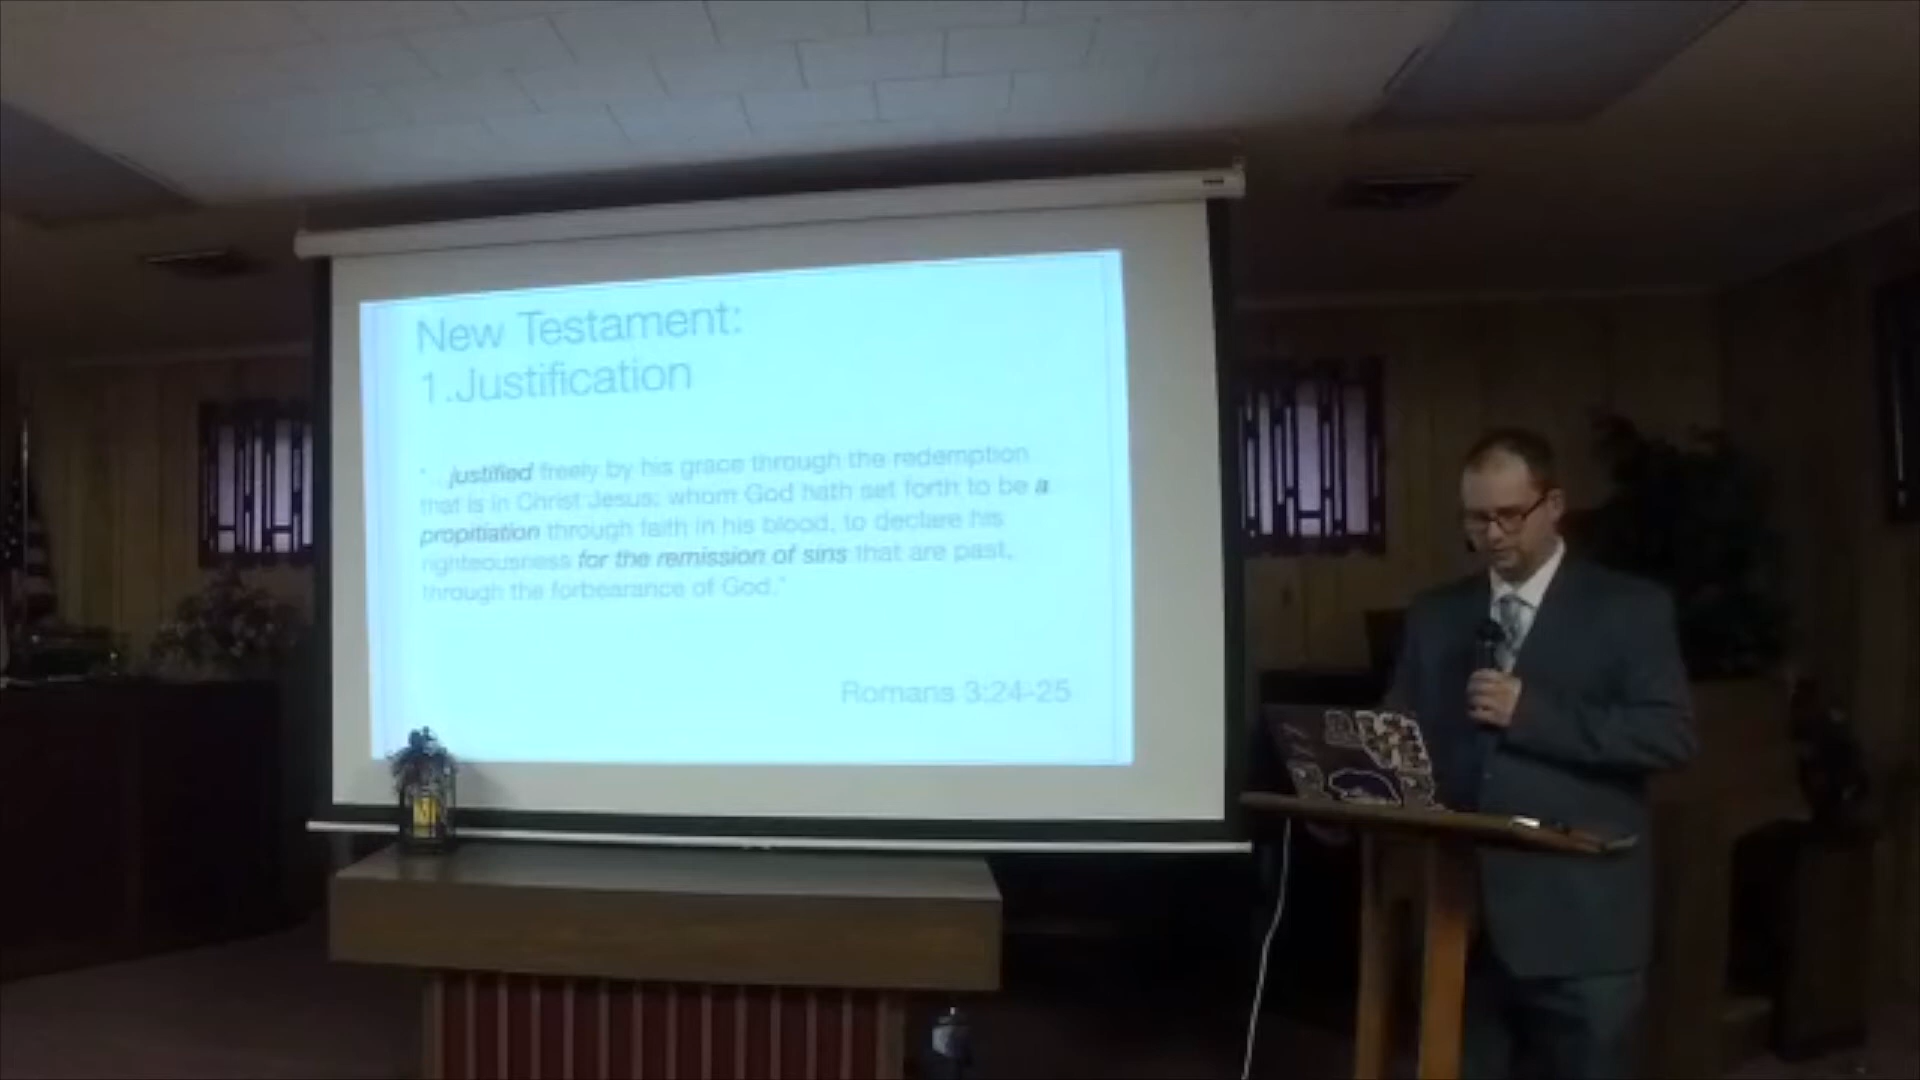 New Testament:
1.Justification
"...justified freely by his grace through the redemption
that is in Christ Jesus; whom God hath set forth to be a
propitiation through faith in his blood, to declare his
righteousness for the remission of sins that are past,
through the forbearance of God."
Romans 3:24-25